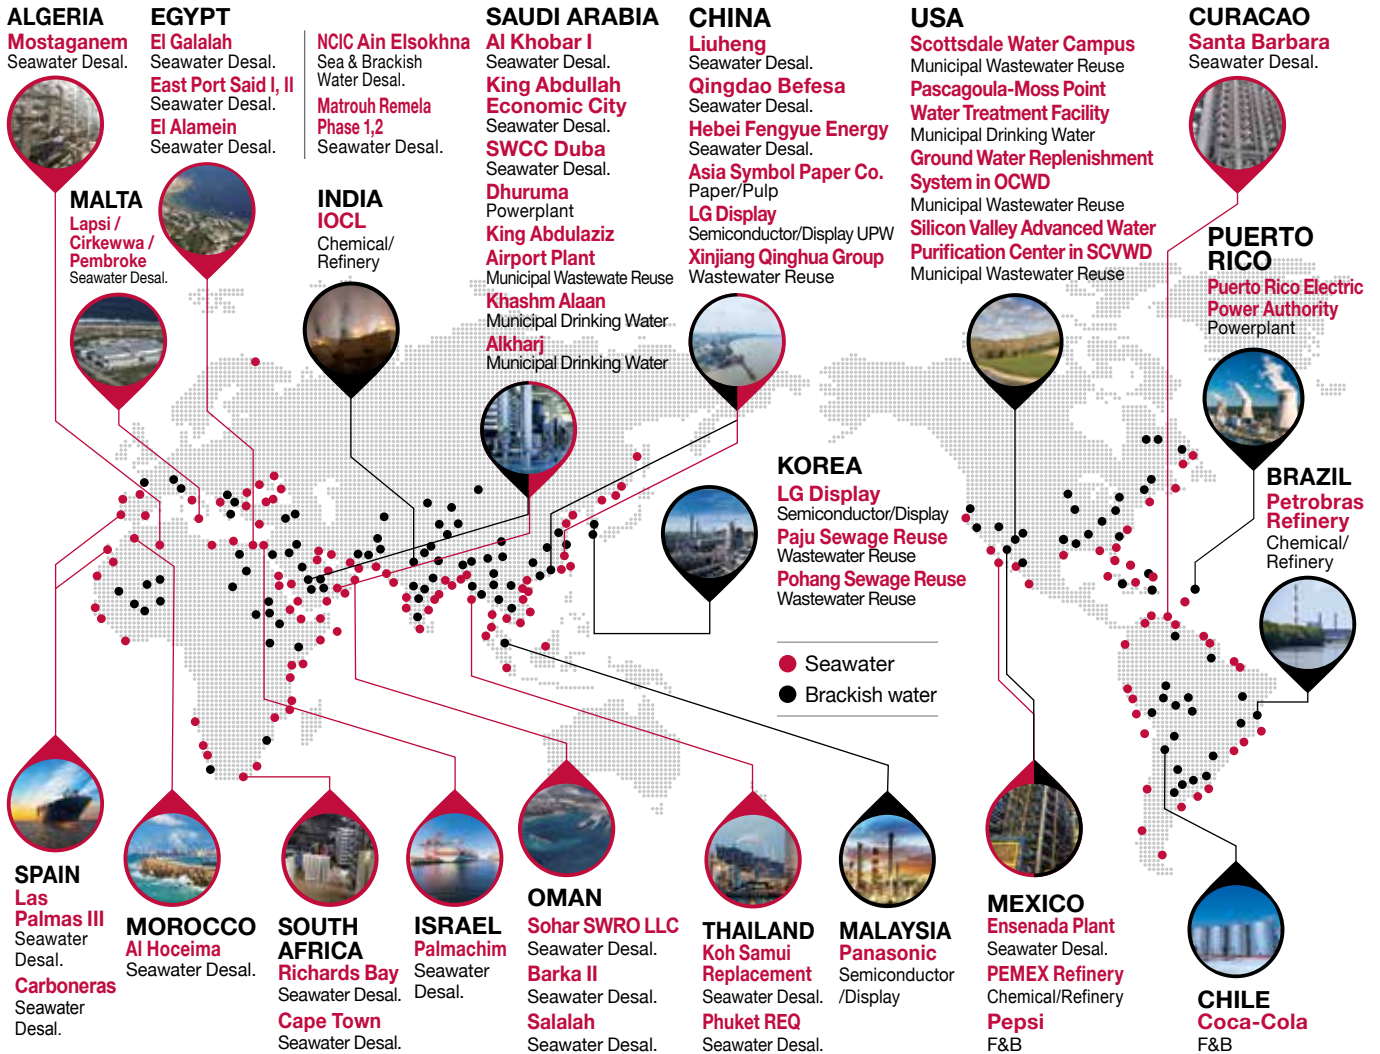 ALGERIA
Mostaganem
Seawater Desal.
EGYPT
El Galalah
Seawater Desal.
East Port Said I, II
Seawater Desal.
El Alamein
Seawater Desal.
NCIC Ain Elsokhna
Sea & Brackish
Water Desal.
Matrouh Remela
Phase 1,2
Seawater Desal.
SAUDI ARABIA
Al Khobar I
Seawater Desal.
King Abdullah
Economic City
Seawater Desal.
SWCC Duba
Seawater Desal.
Dhuruma
Powerplant
King Abdulaziz
Airport Plant
Municipal Wastewate Reuse
Khashm Alaan
Municipal Drinking Water
Alkharj
Municipal Drinking Water
CHINA
Liuheng
Seawater Desal.
Qingdao Befesa
Seawater Desal.
Hebei Fengyue Energy
Seawater Desal.
Asia Symbol Paper Co.
Paper/Pulp
LG Display
Semiconductor/Display UPW
Xinjiang Qinghua Group
Wastewater Reuse
USA
Scottsdale Water Campus
Municipal Wastewater Reuse
Pascagoula-Moss Point
Water Treatment Facility
Municipal Drinking Water
Ground Water Replenishment
System in OCWD
Municipal Wastewater Reuse
Silicon Valley Advanced Water
Purification Center in SCVWD
Municipal Wastewater Reuse
CURACAO
Santa Barbara
Seawater Desal.
MALTA
Lapsi /
Cirkewwa /
Pembroke
Seawater Desal.
INDIA
IOCL
Chemical/
Refinery
PUERTO
RICO
Puerto Rico Electric
Power Authority
Powerplant
KOREA
LG Display
Semiconductor/Display
Paju Sewage Reuse
Wastewater Reuse
Pohang Sewage Reuse
Wastewater Reuse
BRAZIL
Petrobras
Refinery
Chemical/
Refinery
Seawater
Brackish water
SPAIN
Las
Palmas III
Seawater
Desal.
Carboneras
Seawater
Desal.
MOROCCO
Al Hoceima
Seawater Desal.
SOUTH
AFRICA
Richards Bay
Seawater Desal.
Cape Town
Seawater Desal.
ISRAEL
Palmachim
Seawater
Desal.
OMAN
Sohar SWRO LLC
Seawater Desal.
Barka II
Seawater Desal.
Salalah
Seawater Desal.
THAILAND
Koh Samui
Replacement
Seawater Desal.
Phuket REQ
Seawater Desal.
MALAYSIA
Panasonic
Semiconductor
/Display
MEXICO
Ensenada Plant
Seawater Desal.
PEMEX Refinery
Chemical/Refinery
Pepsi
F&B
CHILE
Coca-Cola
F&B